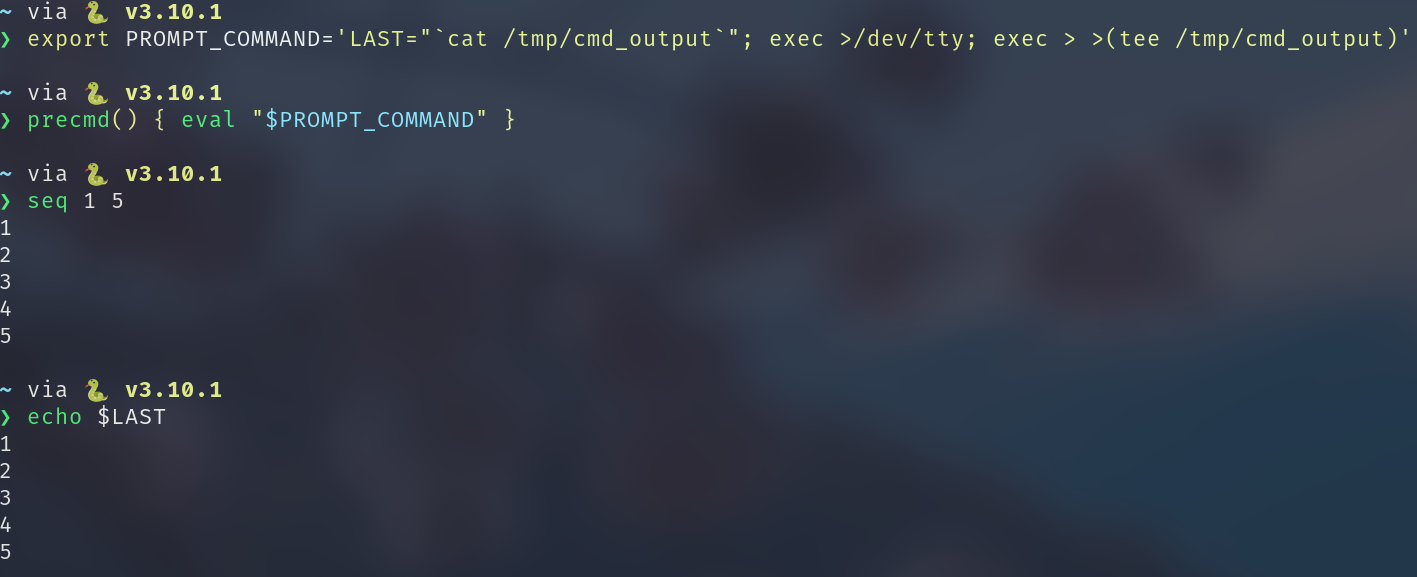 ~ via 🐍 v3.10.1
❯ export PROMPT_COMMAND='LAST="`cat /tmp/cmd_output`"; exec >/dev/tty; exec > >(tee /tmp/cmd_output)'
~ via 🐍 v3.10.1
❯ precmd() { eval "$PROMPT_COMMAND" }
~ via 🐍 v3.10.1
❯ seq 1 5
1
2
3
4
5
~ via 🐍 v3.10.1
❯ echo $LAST
1
2
3
4
5